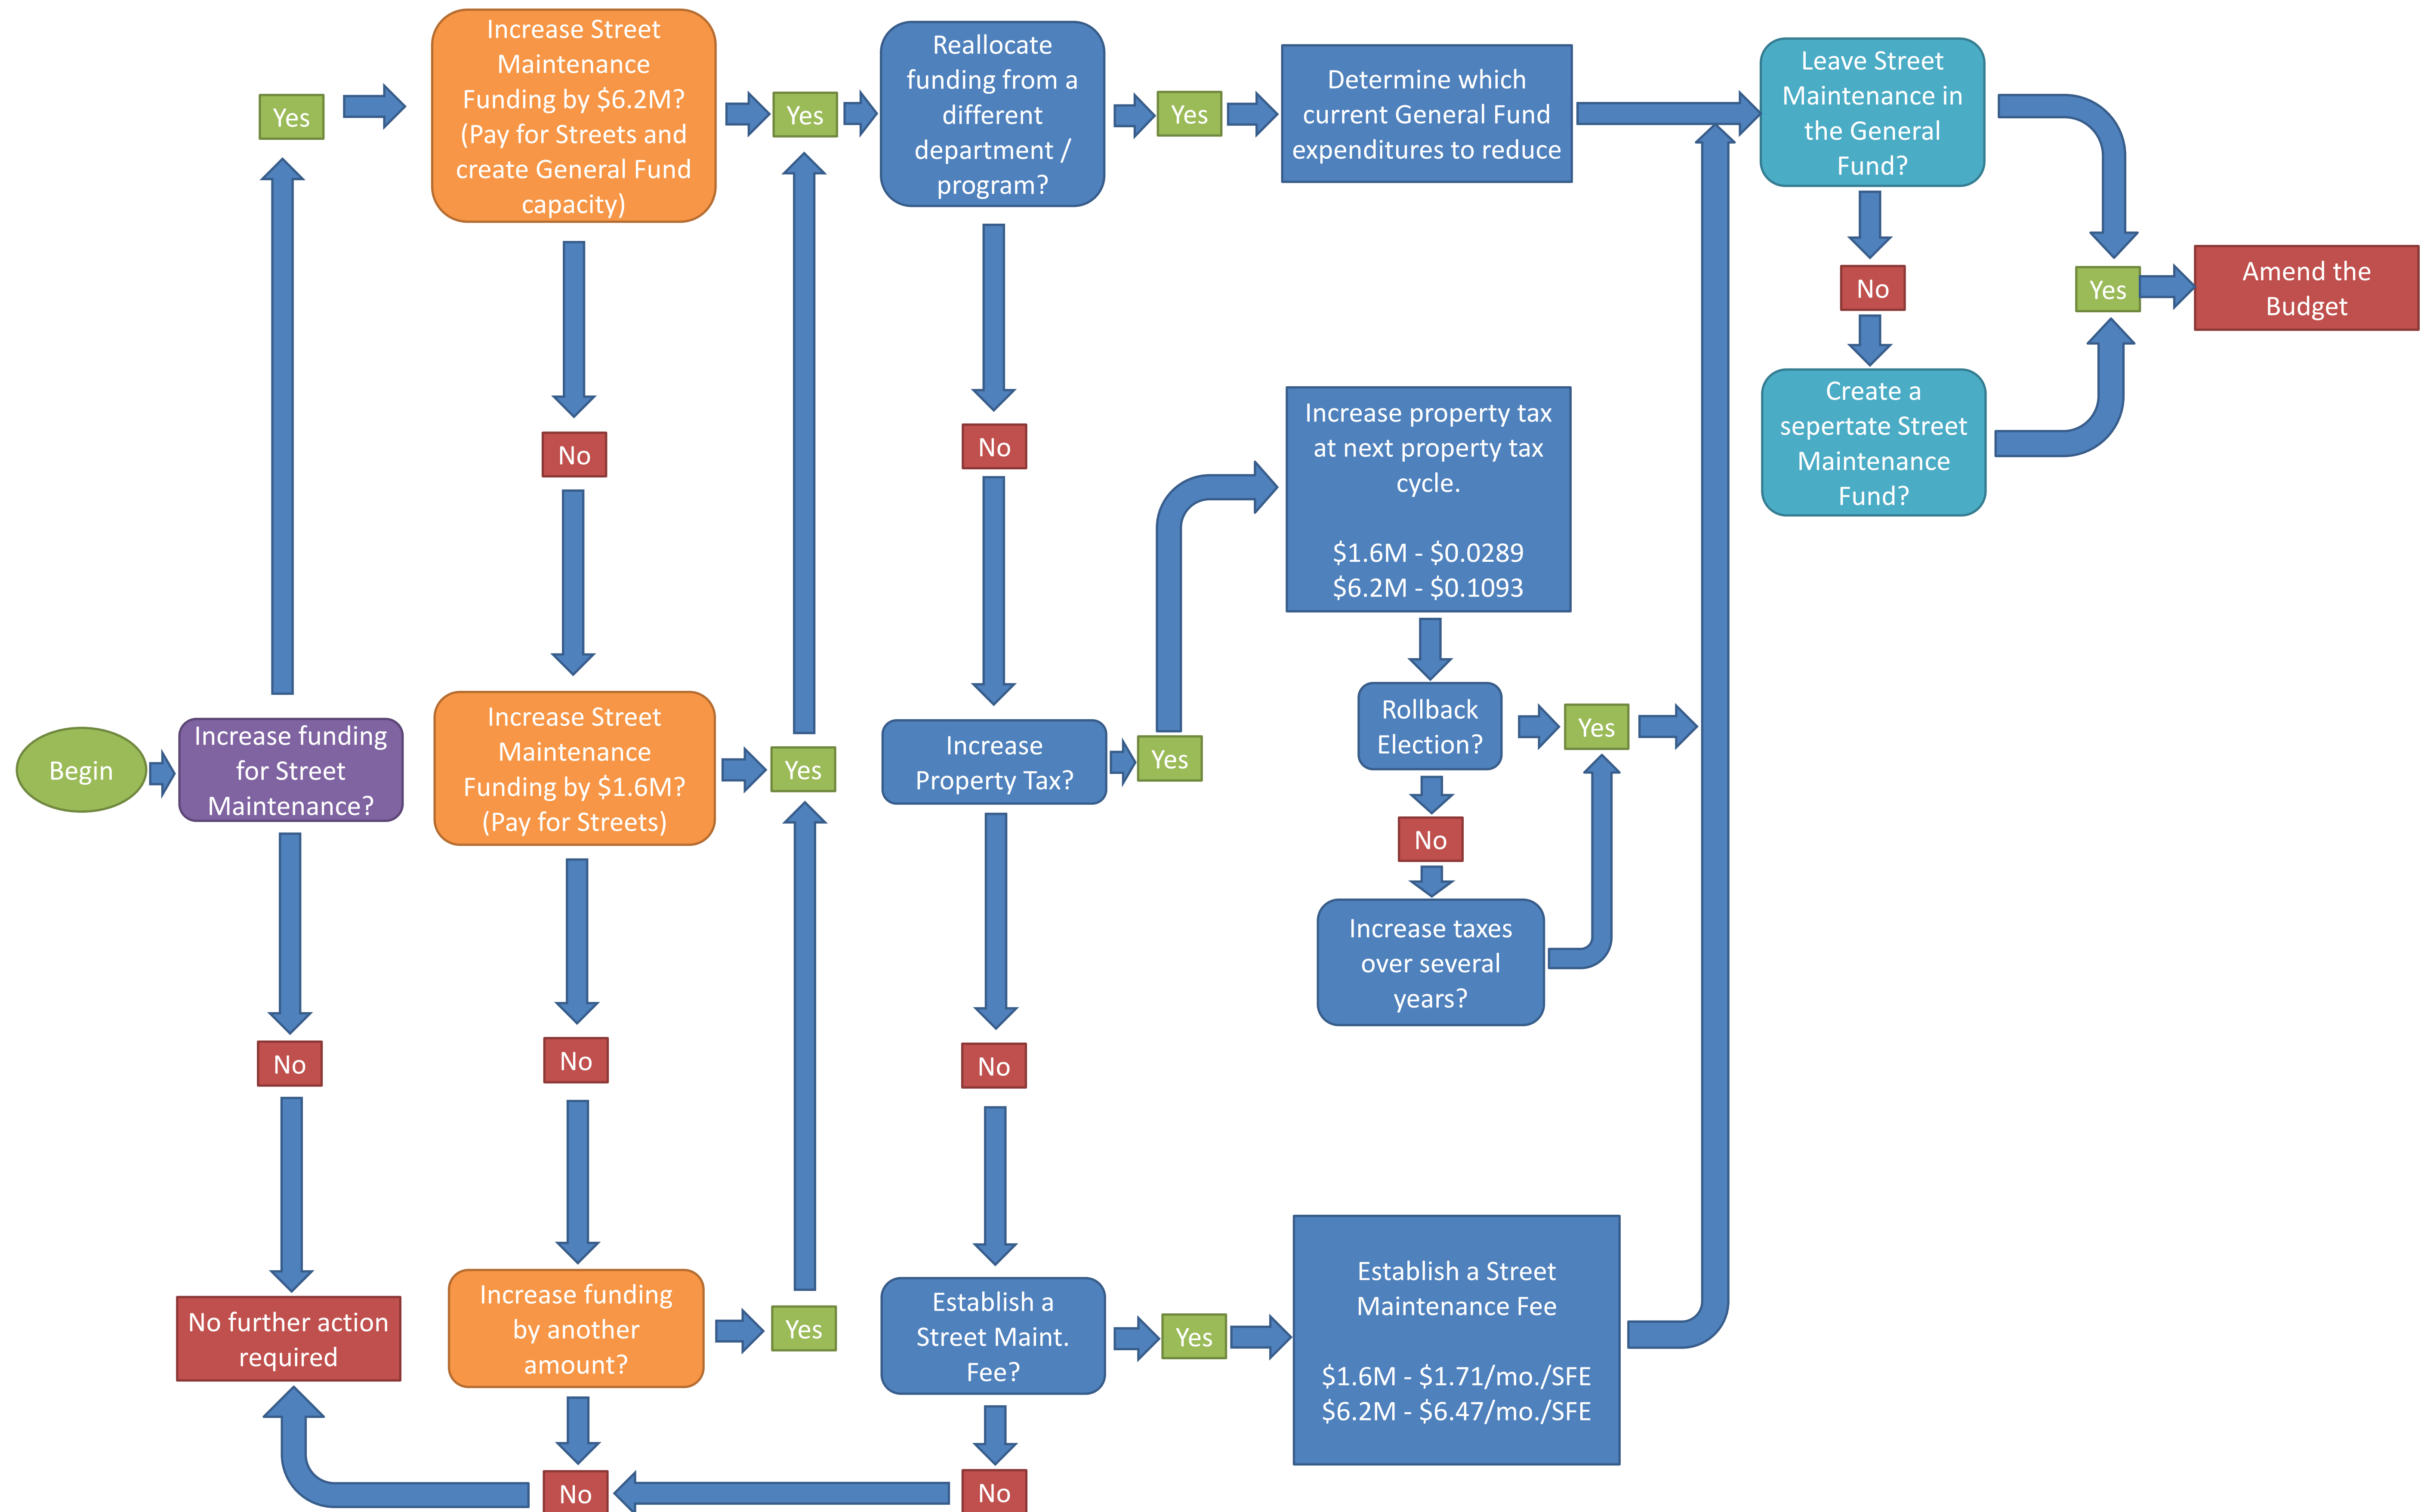 Begin
Increase funding
for Street
Maintenance?
Yes
No
No further action
required
Increase Street
Maintenance
Funding by $6.2M?
(Pay for Streets and
create General Fund
capacity)
Yes
No
Increase Street
Maintenance
Funding by $1.6M?
(Pay for Streets)
Yes
No
Increase funding
by another
amount?
Yes
No
Reallocate
funding from a
different
department /
program?
Yes
No
Determine which
current General Fund
expenditures to reduce
Increase
Property Tax?
Yes
No
Increase property tax
at next property tax
cycle.
$1.6M - $0.0289
$6.2M - $0.1093
Rollback
Election?
Yes
No
Increase taxes
over several
years?
Establish a
Street Maint.
Fee?
Yes
No
Establish a Street
Maintenance Fee
$1.6M - $1.71/mo./SFE
$6.2M - $6.47/mo./SFE
Leave Street
Maintenance in
the General
Fund?
No
Yes
Create a
sepertate Street
Maintenance
Fund?
Amend the
Budget